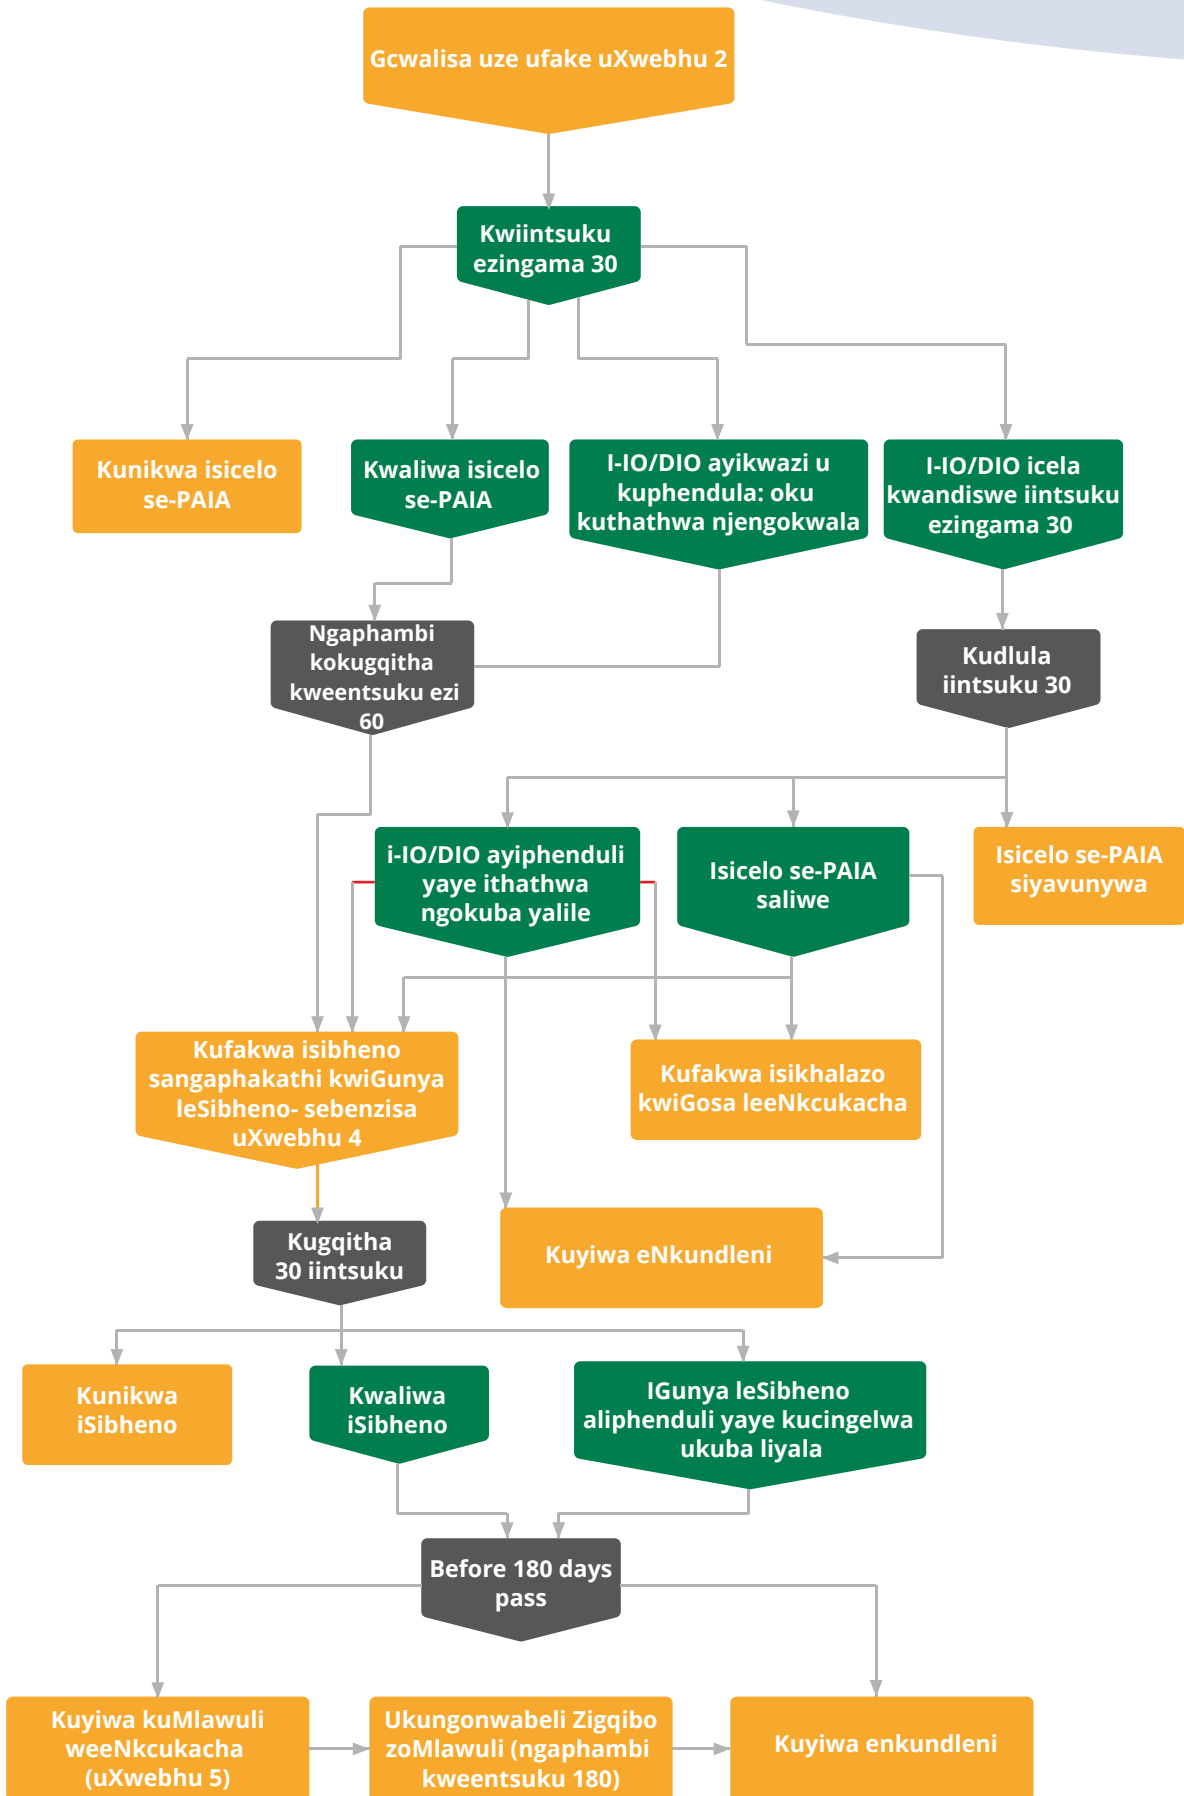 Gcwalisa uze ufake uXwebhu 2
Kwiintsuku
ezingama 30
Kunikwa isicelo
se-PAIA
Kwaliwa isicelo
se-PAIA
I-IO/DIO ayikwazi u
kuphendula: oku
kuthathwa njengokwala
I-IO/DIO icela
kwandiswe iintsuku
ezingama 30
Ngaphambi
kokugqitha
kweentsuku ezi
60
Kudlula
iintsuku 30
i-IO/DIO ayiphenduli
yaye ithathwa
ngokuba yalile
Isicelo se-PAIA
saliwe
Isicelo se-PAIA
siyavunywa
Kufakwa isibheno
sangaphakathi kwiGunya
leSibheno- sebenzisa
uXwebhu 4
Kufakwa isikhalazo
kwiGosa leeNkcukacha
Kugqitha
30 iintsuku
Kuyiwa eNkundleni
Kunikwa
iSibheno
Kwaliwa
iSibheno
IGunya leSibheno
aliphenduli yaye kucingelwa
ukuba liyala
Before 180 days
pass
Kuyiwa kuMlawuli
weeNkcukacha
(uXwebhu 5)
Ukungonwabeli Zigqibo
zoMlawuli (ngaphambi
kweentsuku 180)
Kuyiwa enkundleni